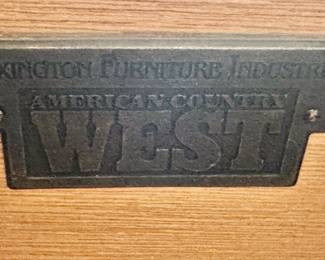 XINGTON FURNITURE INDUSTRI
AMERICAN COUNTRY
WEST